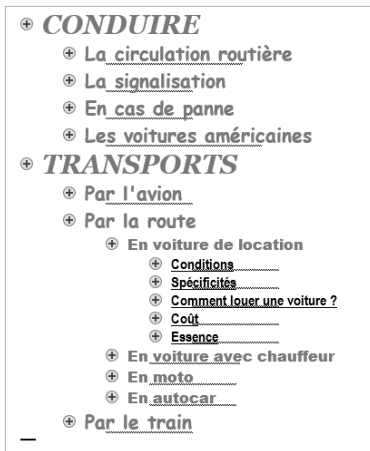 CONDUIRE
La circulation routière
La signalisation
En cas de panne
Les voitures américaines
TRANSPORTS
Par l'avion
Par la route
En voiture de location
Conditions
Spécificités
Comment louer une voiture ?
Coût
Essence
En voiture avec chauffeur
En moto
En autocar
Par le train